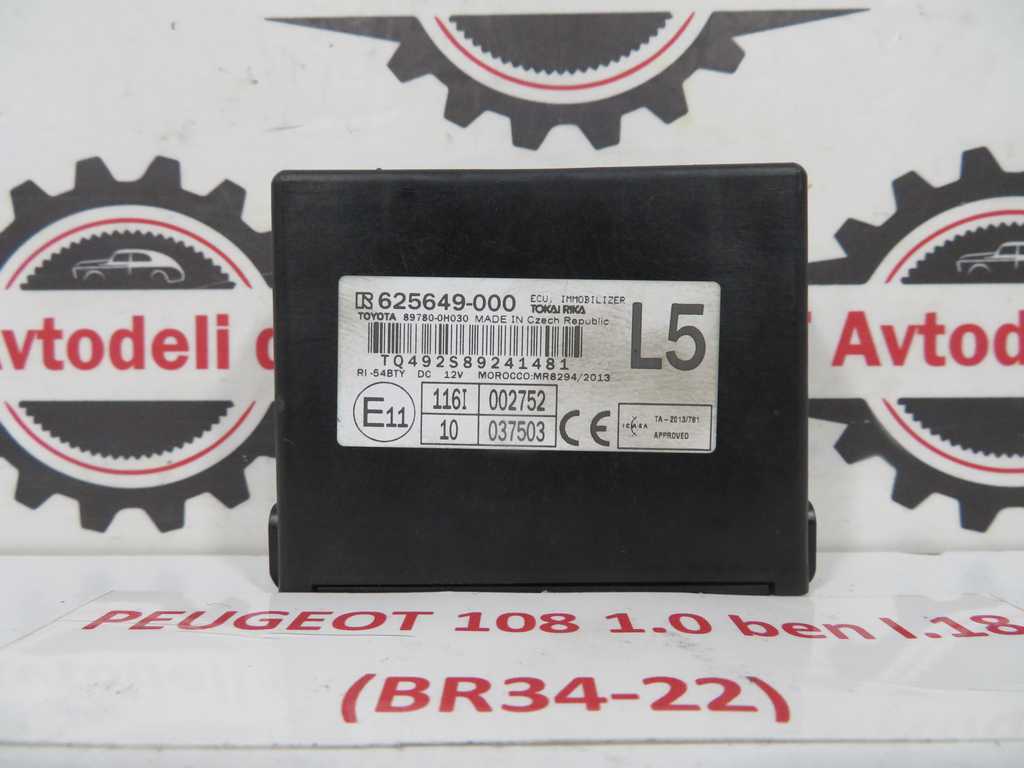 Avtodeli d
Avtodel
R 625649-000 ECU, IMMOBILIZER
TOKAI RIKA
TOYOTA 89780-0H030 MADE IN Czech Republic
L5
TQ492S89241481
RI-54BTY DC 12V MOROCCO:MR8294/2013
E11
116I 002752
10 037503
CE
ICASA TA-2013/781
APPROVED
PEUGEOT 108 1.0 ben I.18
(BR34-22)